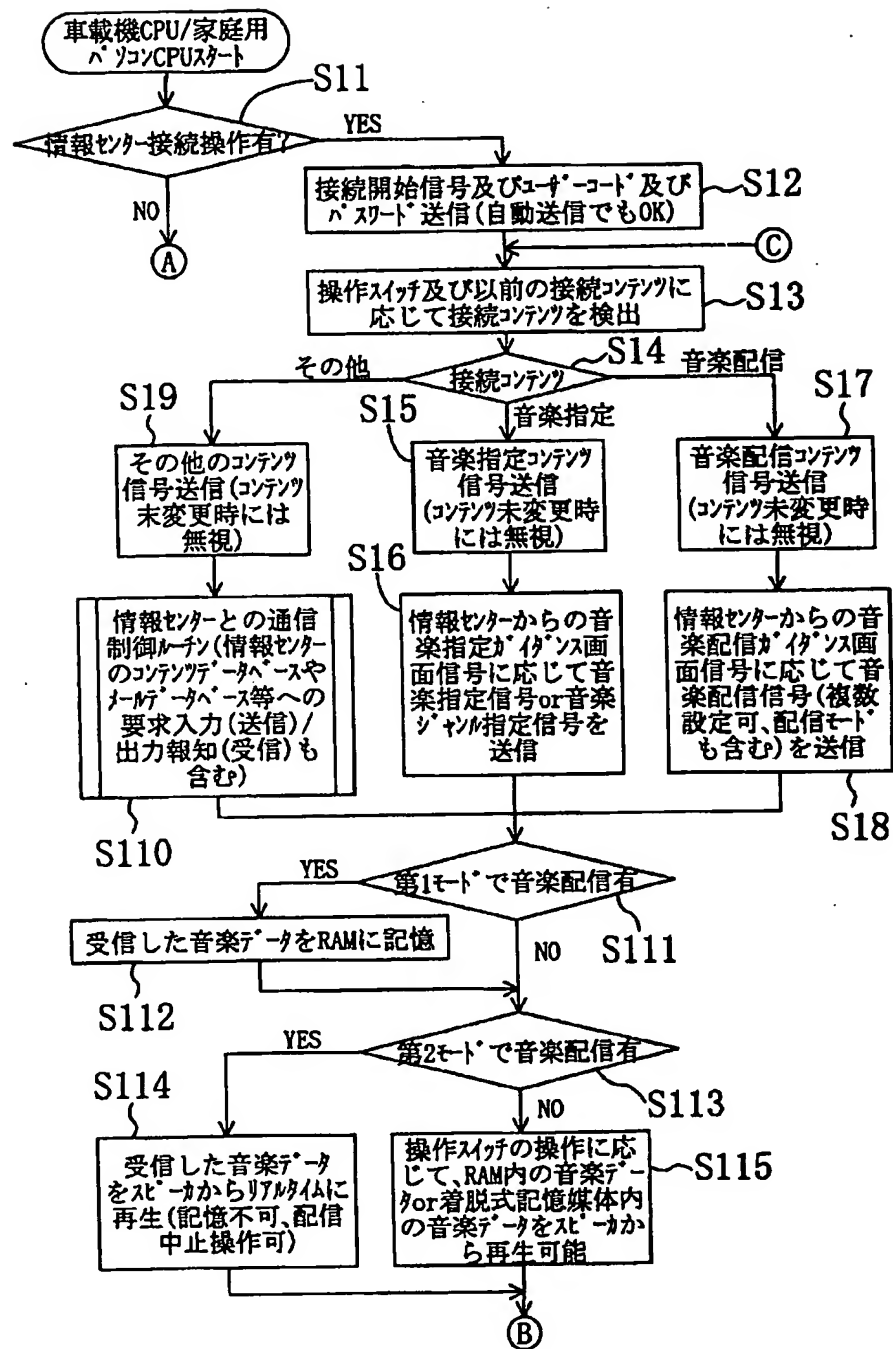 車載機CPU/家庭用
パソコンCPUスタート
S11
情報センター接続操作有?
YES
NO
A
接続開始信号及びユーザーコード及び
パスワード送信(自動送信でもOK)
S12
C
操作スイッチ及び以前の接続コンテンツに
応じて接続コンテンツを検出
S13
S14
接続コンテンツ
その他
音楽指定
音楽配信
S19
その他のコンテンツ
信号送信(コンテンツ
末変更時には
無視)
S15
音楽指定コンテンツ
信号送信
(コンテンツ未変更時
には無視)
S17
音楽配信コンテンツ
信号送信
(コンテンツ未変更時
には無視)
情報センターとの通信
制御ルーチン(情報センター
のコンテンツデータベースや
メールデータベース等への
要求入力(送信)/
出力報知(受信)も
含む)
S110
S16
情報センターからの音
楽指定ガイダンス画
面信号に応じて音
楽指定信号or音楽
ジャンル指定信号を
送信
情報センターからの音
楽配信ガイダンス画
面信号に応じて音
楽配信信号(複数
設定可、配信モード
も含む)を送信
S18
第1モードで音楽配信有
S111
YES
NO
受信した音楽データをRAMに記憶
S112
第2モードで音楽配信有
S113
YES
NO
S114
受信した音楽データ
をスピーカからリアルタイムに
再生(記憶不可、配信
中止操作可)
操作スイッチの操作に応
じて、RAM内の音楽デー
タor着脱式記憶媒体内
の音楽データをスピーカか
ら再生可能
S115
B